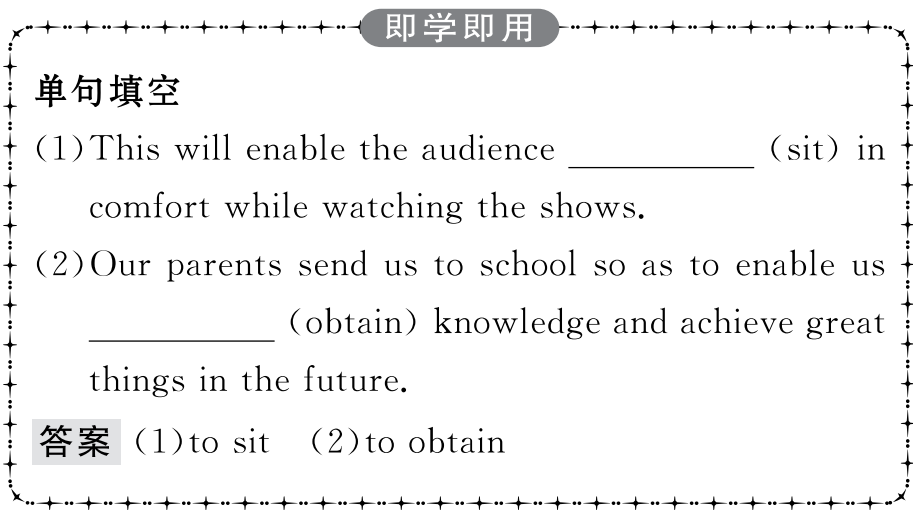 即学即用
单句填空
(1)This will enable the audience ____________ (sit) in
comfort while watching the shows.
(2)Our parents send us to school so as to enable us
____________ (obtain) knowledge and achieve great
things in the future.
答案 (1)to sit (2)to obtain